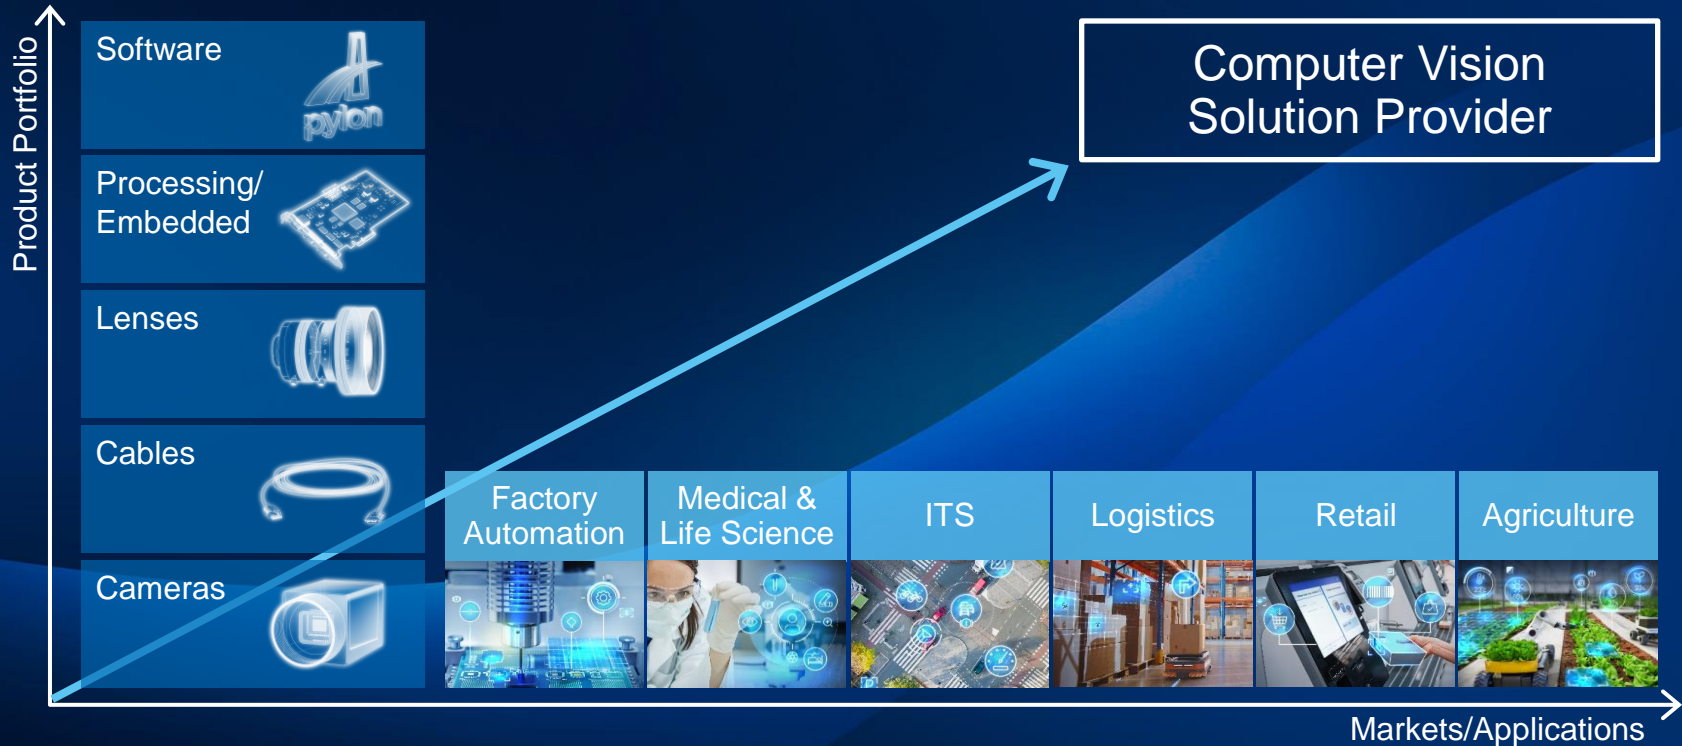 Product Portfolio
Software
pylon
Processing/
Embedded
Lenses
Cables
Cameras
Computer Vision
Solution Provider
Factory
Automation
Medical &
Life Science
ITS
Logistics
Retail
Agriculture
Markets/Applications